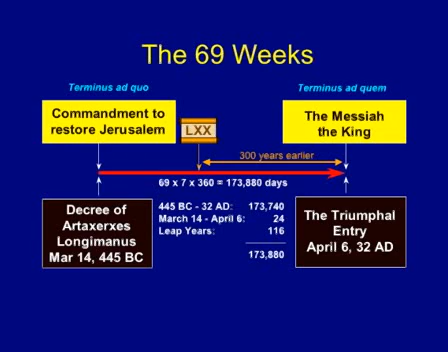 The 69 Weeks
Terminus ad quo
Terminus ad quem
Commandment to
restore Jerusalem
LXX
The Messiah
the King
300 years earlier
69 x 7 x 360 = 173,880 days
Decree of
Artaxerxes
Longimanus
Mar 14, 445 BC
445 BC - 32 AD: 173,740
March 14 - April 6: 24
Leap Years: 116
173,880
The Triumphal
Entry
April 6, 32 AD